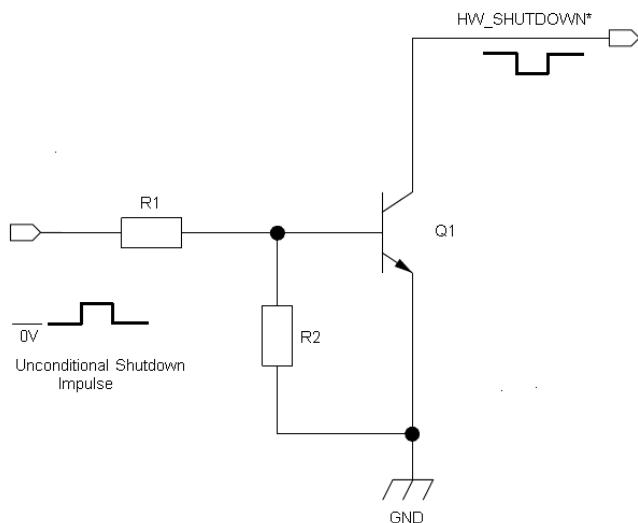 HW_SHUTDOWN*
R1
Q1
R2
0V
Unconditional Shutdown
Impulse
GND